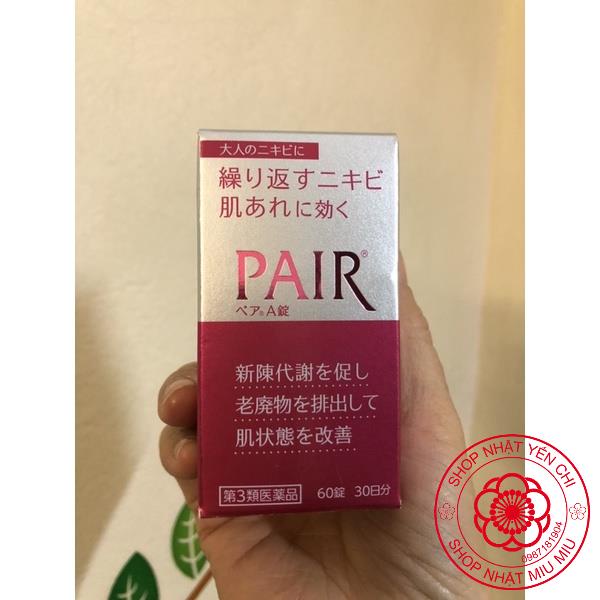 大人のニキビに
繰り返すニキビ
肌あれに効く
PAIR®
ペア®A錠
新陳代謝を促し
老廃物を排出して
肌状態を改善
第3類医薬品 60錠 30日分
SHOP NHẬT YẾN CHI
0987181904
SHOP NHẬT MIU MIU